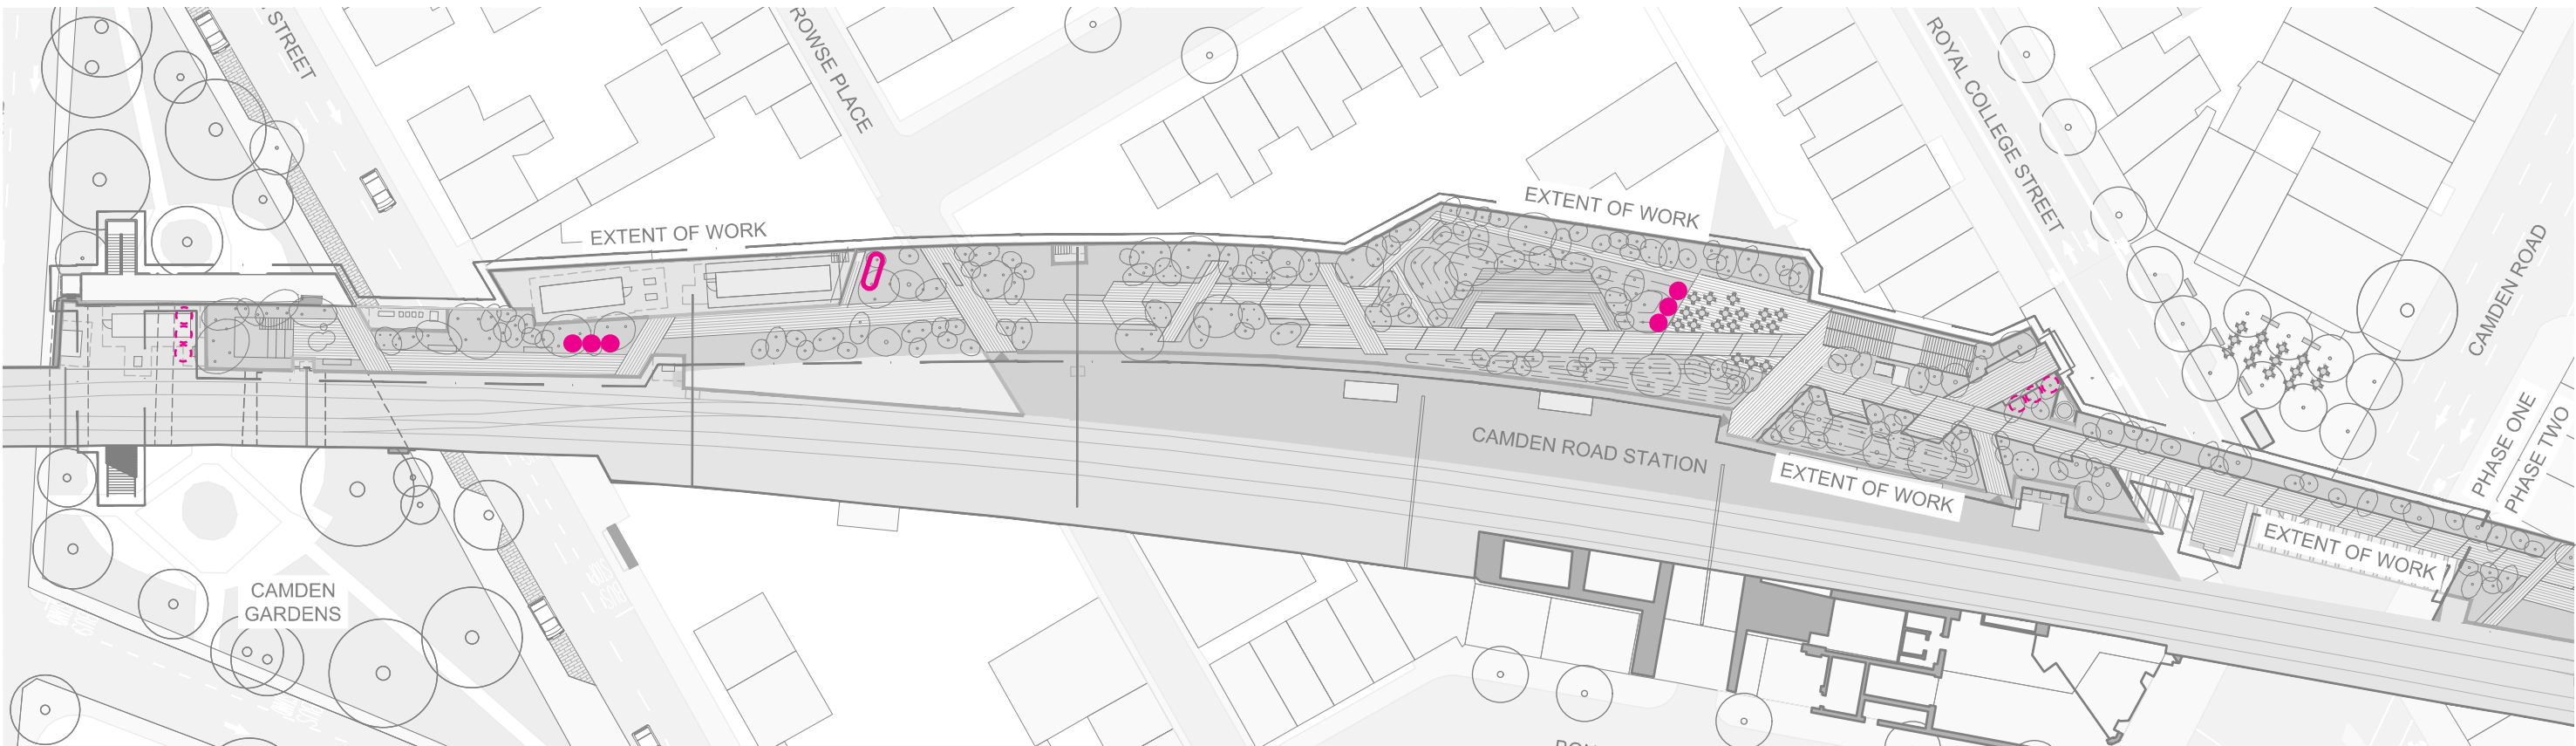 STREET
ROWSE PLACE
ROYAL COLLEGE STREET
EXTENT OF WORK
EXTENT OF WORK
CAMDEN ROAD
PHASE ONE
PHASE TWO
CAMDEN ROAD STATION
EXTENT OF WORK
EXTENT OF WORK
CAMDEN
GARDENS